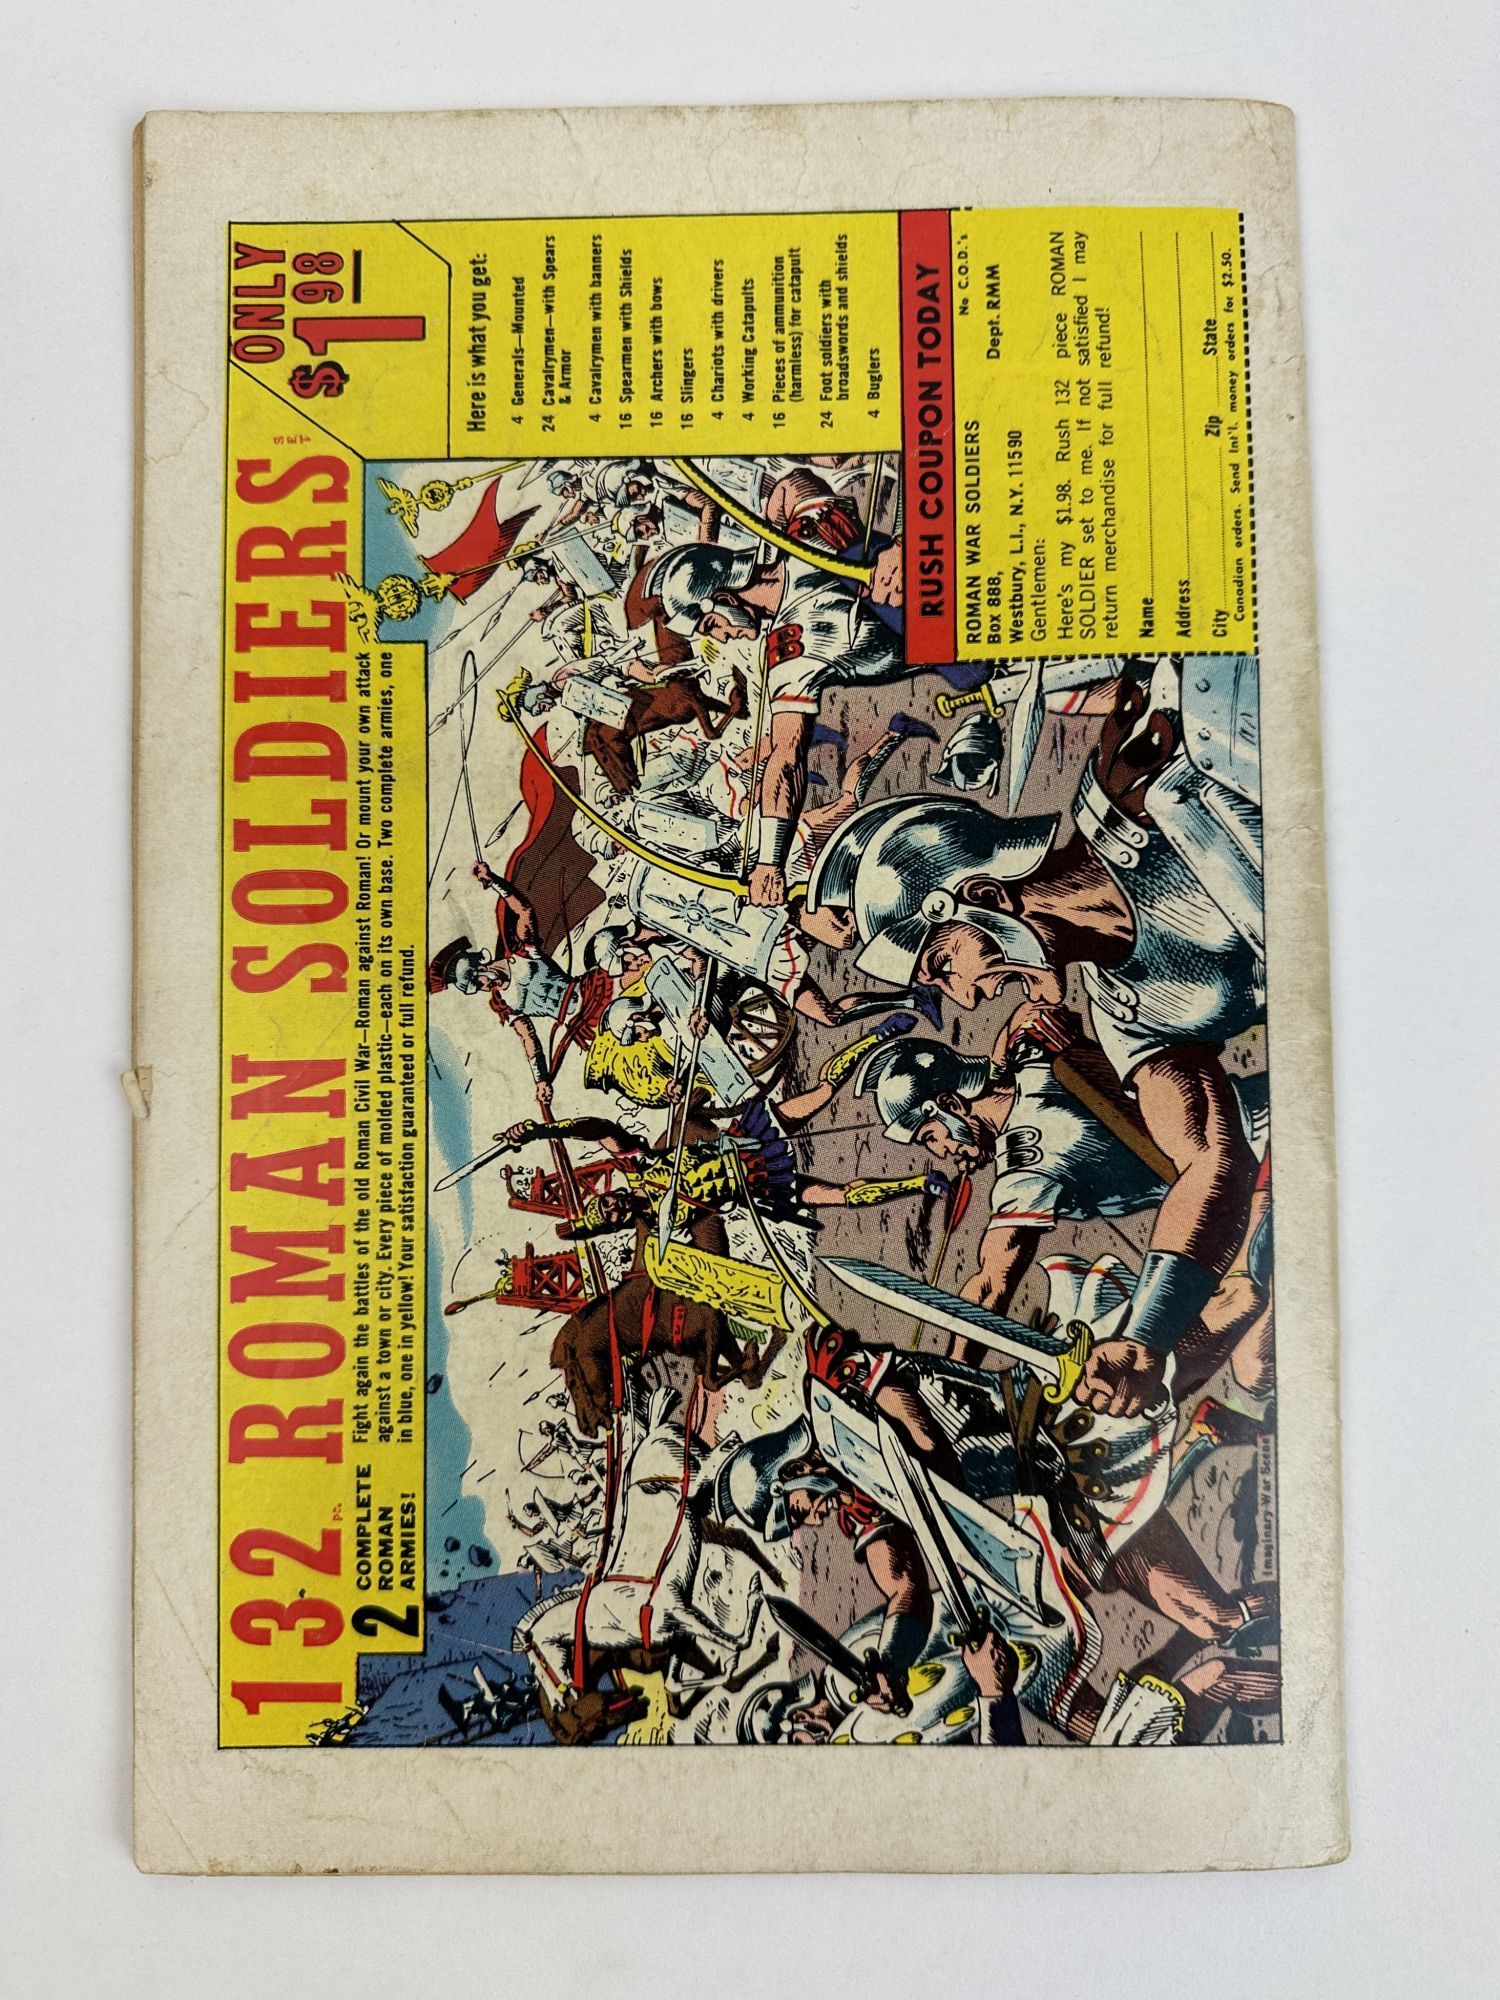 132 pc. ROMAN SOLDIERS SET
ONLY
$1 98
2 COMPLETE
ROMAN
ARMIES!
Fight again the battles of the old Roman Civil War—Roman against Roman! Or mount your own attack
against a town or city. Every piece of molded plastic—each on its own base. Two complete armies, one
in blue, one in yellow! Your satisfaction guaranteed or full refund.
Here is what you get:
4 Generals—Mounted
24 Cavalrymen—with Spears
& Armor
4 Cavalrymen with banners
16 Spearmen with Shields
16 Archers with bows
16 Slingers
4 Chariots with drivers
4 Working Catapults
16 Pieces of ammunition
(harmless) for catapult
24 Foot soldiers with
broadswords and shields
4 Buglers
RUSH COUPON TODAY
No C.O.D.'s
ROMAN WAR SOLDIERS
Box 888, Dept. RMM
Westbury, L.I., N.Y. 11590
Gentlemen:
Here's my $1.98. Rush 132 piece ROMAN
SOLDIER set to me. If not satisfied I may
return merchandise for full refund!
Name
Address
City Zip State
Canadian orders. Send Int'l. money orders for $2.50.
Imaginary War Scene